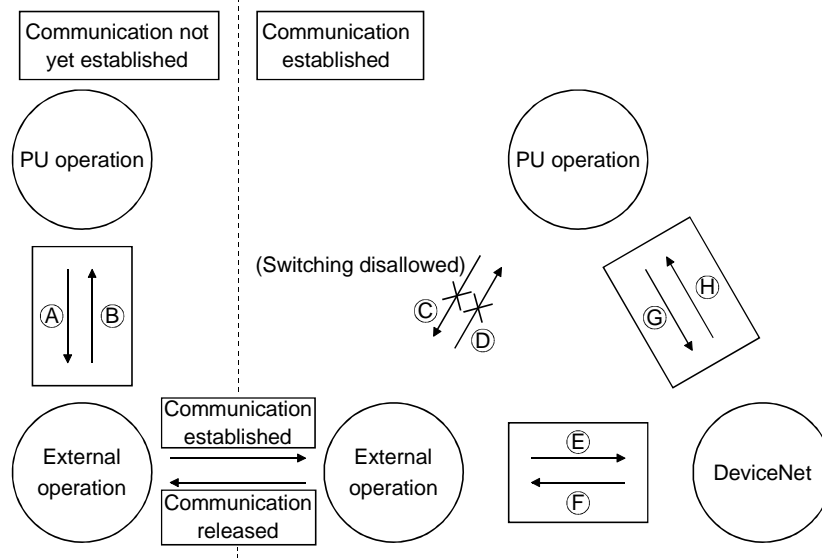 Communication not
yet established
Communication
established
PU operation
PU operation
(Switching disallowed)
A
B
C
D
G
H
Communication
established
External
operation
External
operation
E
F
DeviceNet
Communication
released